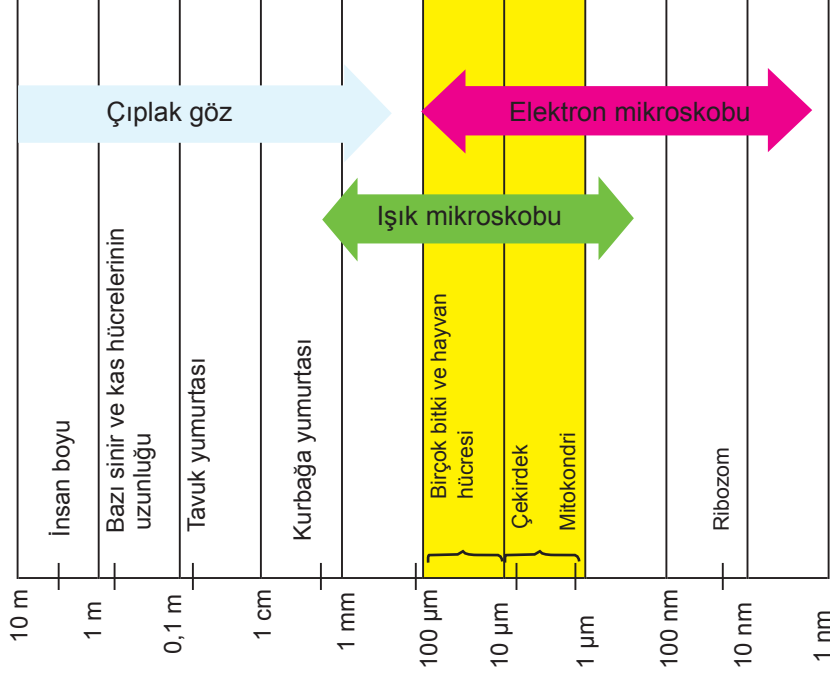 Çıplak göz
Elektron mikroskobu
Işık mikroskobu
İnsan boyu
Bazı sinir ve kas hücrelerinin
uzunluğu
Tavuk yumurtası
Kurbağa yumurtası
Birçok bitki ve hayvan
hücresi
Çekirdek
Mitokondri
Ribozom
10 m
1 m
0,1 m
1 cm
1 mm
100 µm
10 µm
1 µm
100 nm
10 nm
1 nm